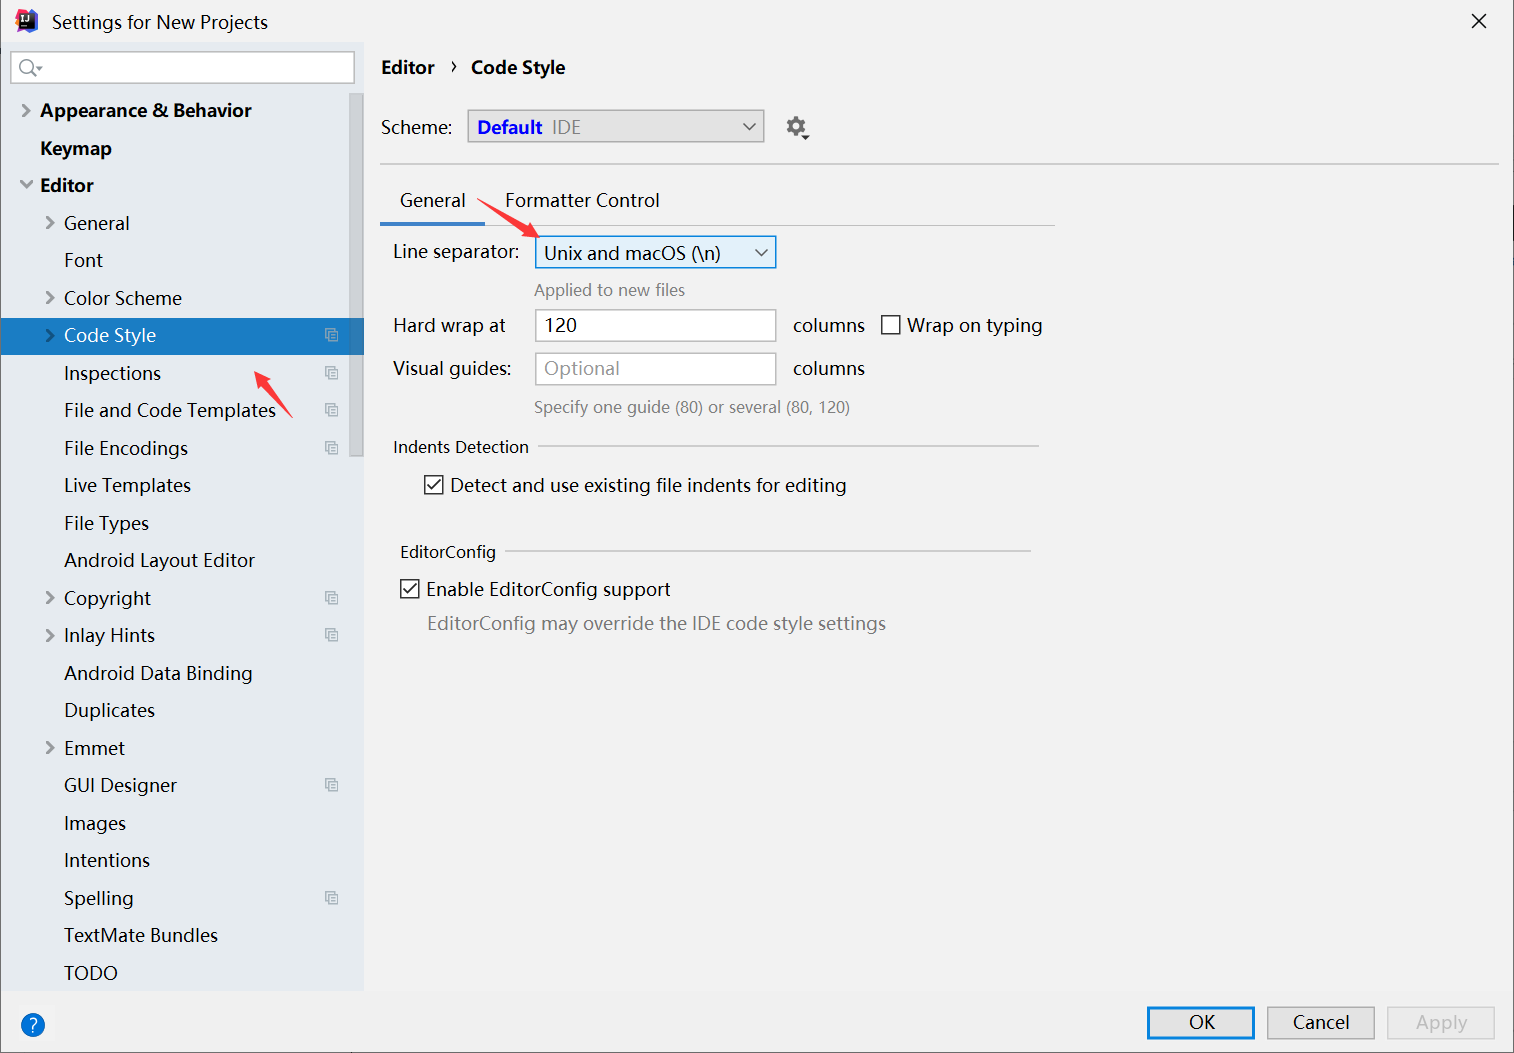 Settings for New Projects
Appearance & Behavior
Keymap
Editor
General
Font
Color Scheme
Code Style
Inspections
File and Code Templates
File Encodings
Live Templates
File Types
Android Layout Editor
Copyright
Inlay Hints
Android Data Binding
Duplicates
Emmet
GUI Designer
Images
Intentions
Spelling
TextMate Bundles
TODO
Editor › Code Style
Scheme: Default IDE
General Formatter Control
Line separator: Unix and macOS (\n)
Applied to new files
Hard wrap at 120 columns Wrap on typing
Visual guides: Optional columns
Specify one guide (80) or several (80, 120)
Indents Detection
Detect and use existing file indents for editing
EditorConfig
Enable EditorConfig support
EditorConfig may override the IDE code style settings
? OK Cancel Apply